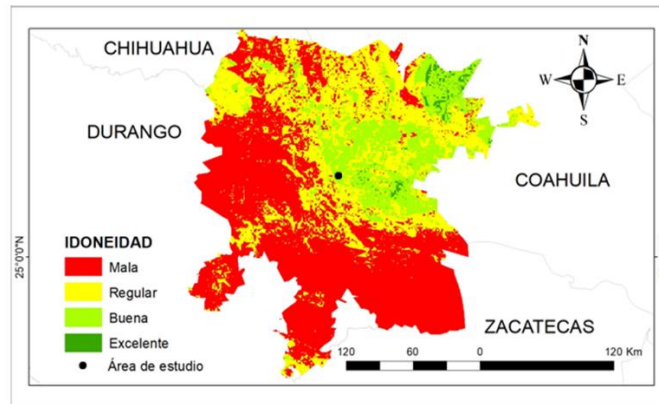 CHIHUAHUA
N
W E
S
DURANGO
COAHUILA
25°0'0"N
IDONEIDAD
Mala
Regular
Buena
Excelente
Área de estudio
ZACATECAS
120 60 0 120 Km